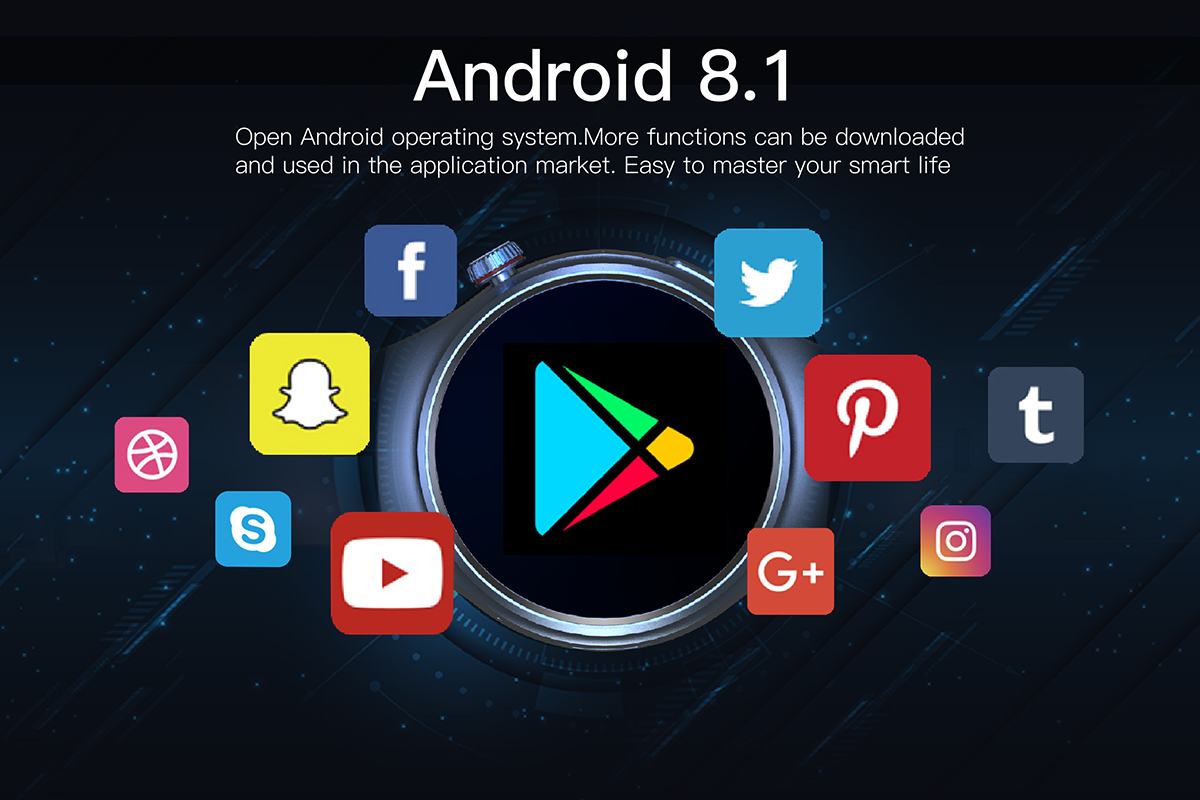 Android 8.1
Open Android operating system.More functions can be downloaded
and used in the application market. Easy to master your smart life
f
t
S
G+